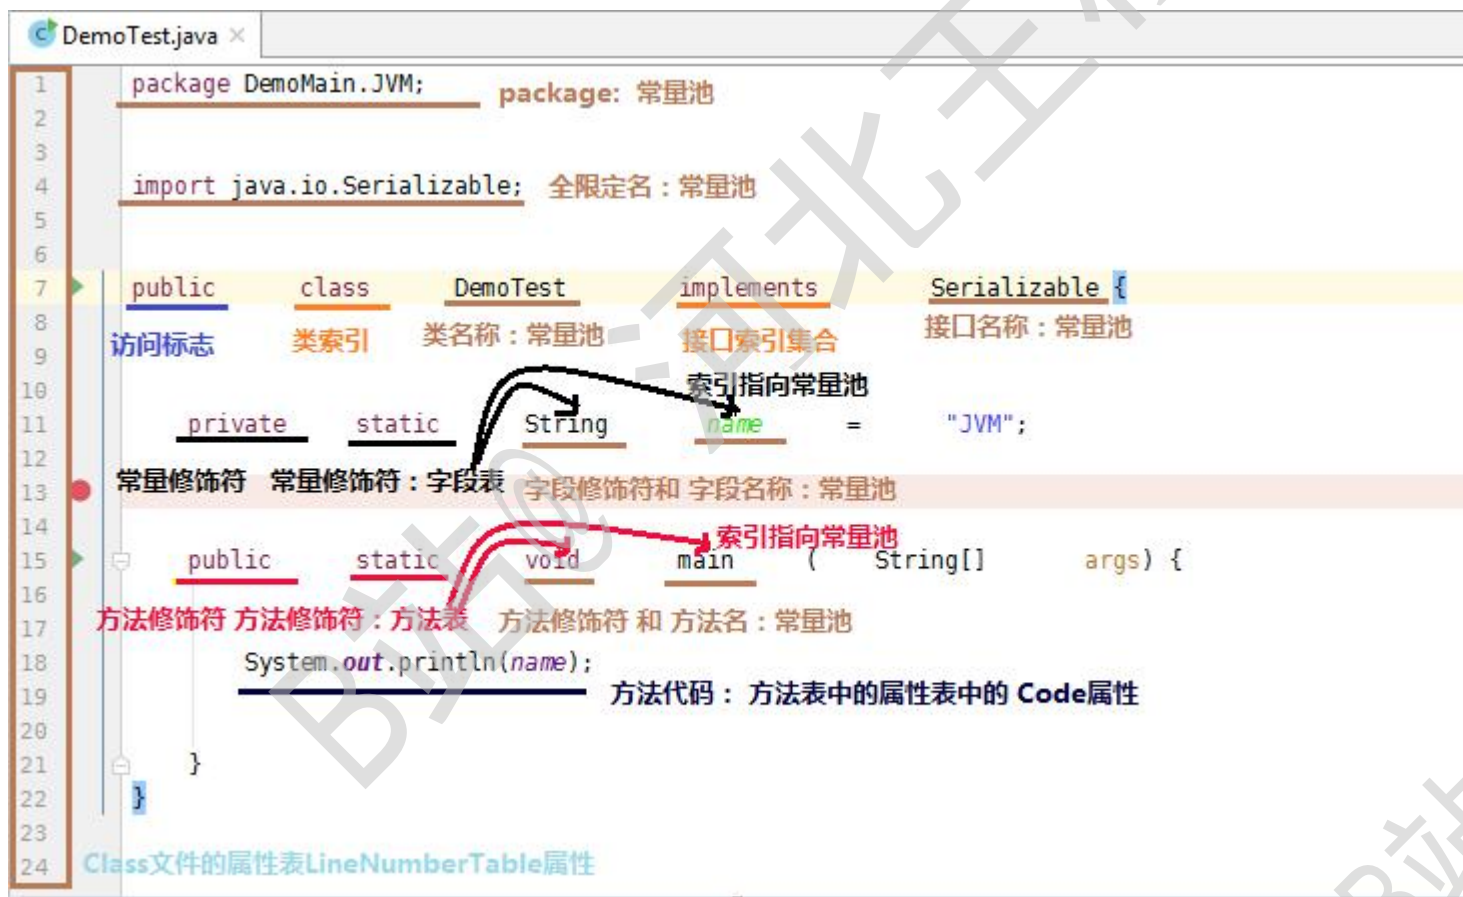 DemoTest.java
1 package DemoMain.JVM; package: 常量池
2
3
4 import java.io.Serializable; 全限定名：常量池
5
6
7 public class DemoTest implements Serializable {
8 访问标志 类索引 类名称：常量池 接口索引集合 接口名称：常量池
9
10 索引指向常量池
11 private static String name = "JVM";
12 常量修饰符 常量修饰符：字段表
13 字段修饰符和 字段名称：常量池
14 索引指向常量池
15 public static void main ( String[] args) {
16
17 方法修饰符 方法修饰符：方法表 方法修饰符 和 方法名：常量池
18 System.out.println(name);
19 方法代码： 方法表中的属性表中的 Code属性
20
21 }
22 }
23
24 Class文件的属性表LineNumberTable属性
B站@ 河北王
B站